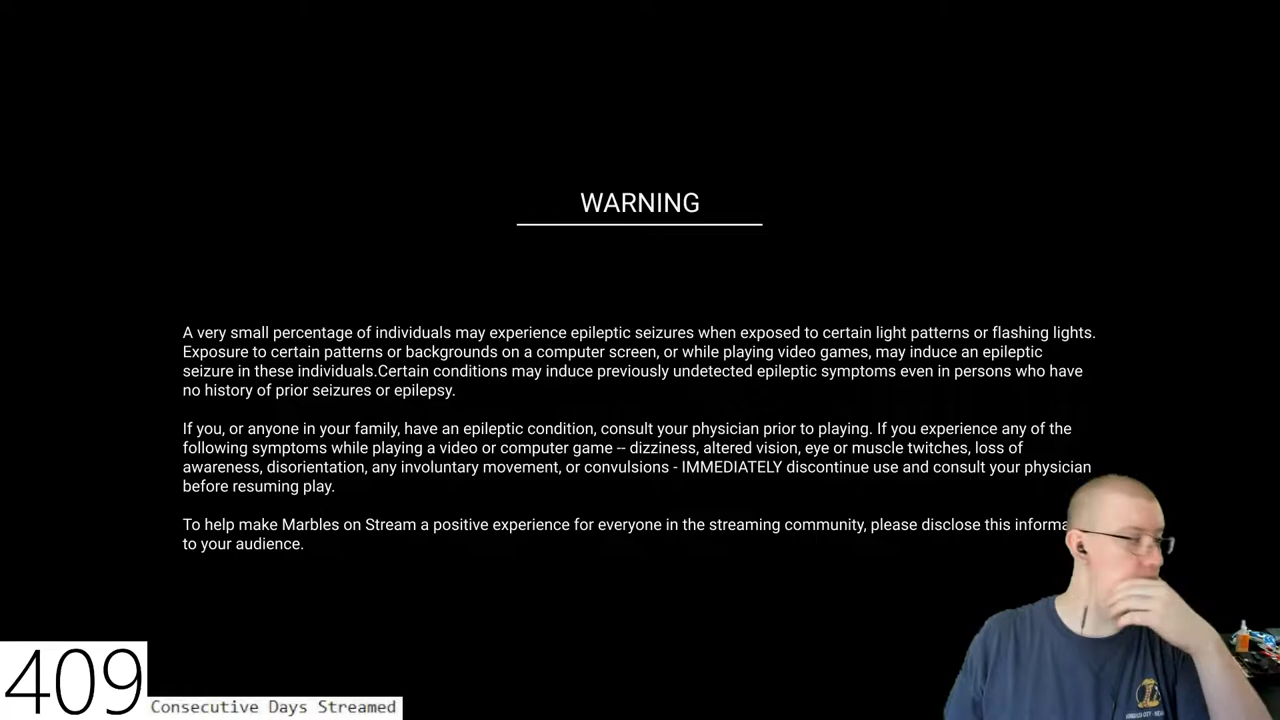 WARNING
A very small percentage of individuals may experience epileptic seizures when exposed to certain light patterns or flashing lights.
Exposure to certain patterns or backgrounds on a computer screen, or while playing video games, may induce an epileptic
seizure in these individuals.Certain conditions may induce previously undetected epileptic symptoms even in persons who have
no history of prior seizures or epilepsy.
If you, or anyone in your family, have an epileptic condition, consult your physician prior to playing. If you experience any of the
following symptoms while playing a video or computer game -- dizziness, altered vision, eye or muscle twitches, loss of
awareness, disorientation, any involuntary movement, or convulsions - IMMEDIATELY discontinue use and consult your physician
before resuming play.
To help make Marbles on Stream a positive experience for everyone in the streaming community, please disclose this
to your audience.
409
Consecutive Days Streamed